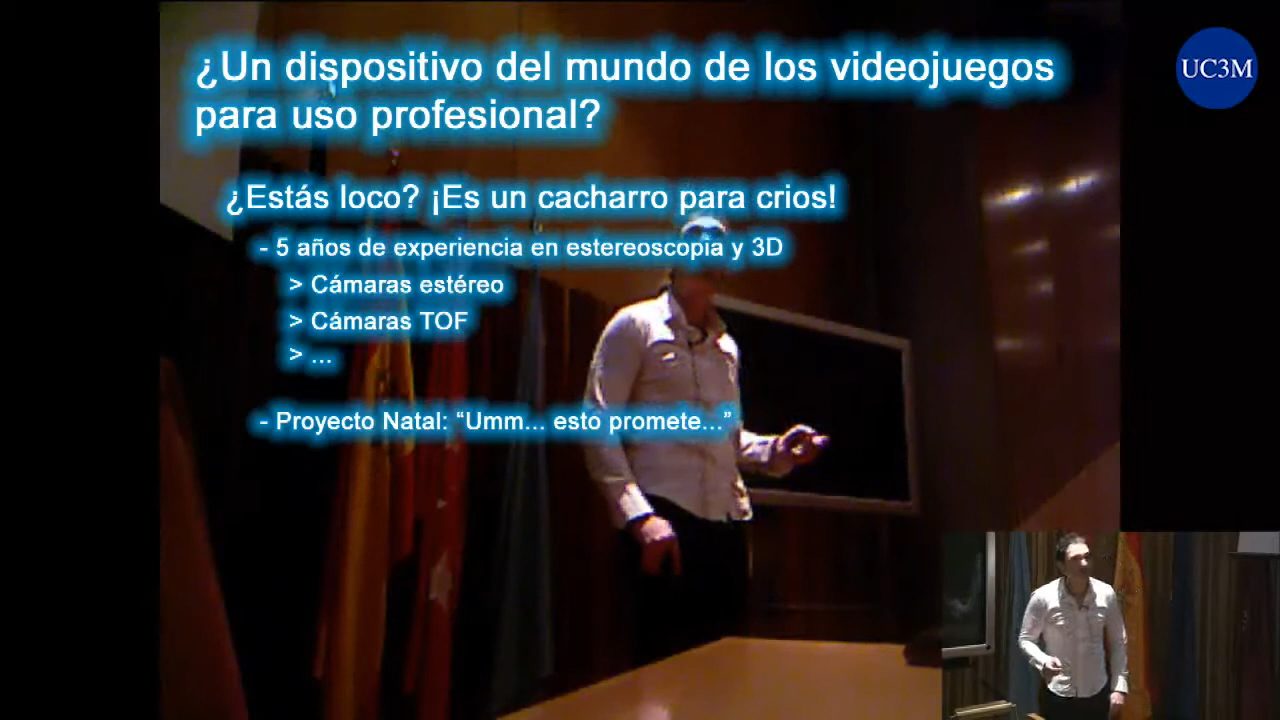 ¿Un dispositivo del mundo de los videojuegos
para uso profesional?
UC3M
¿Estás loco? ¡Es un cacharro para crios!
- 5 años de experiencia en estereoscopia y 3D
> Cámaras estéreo
> Cámaras TOF
> ...
- Proyecto Natal: “Umm... esto promete...”